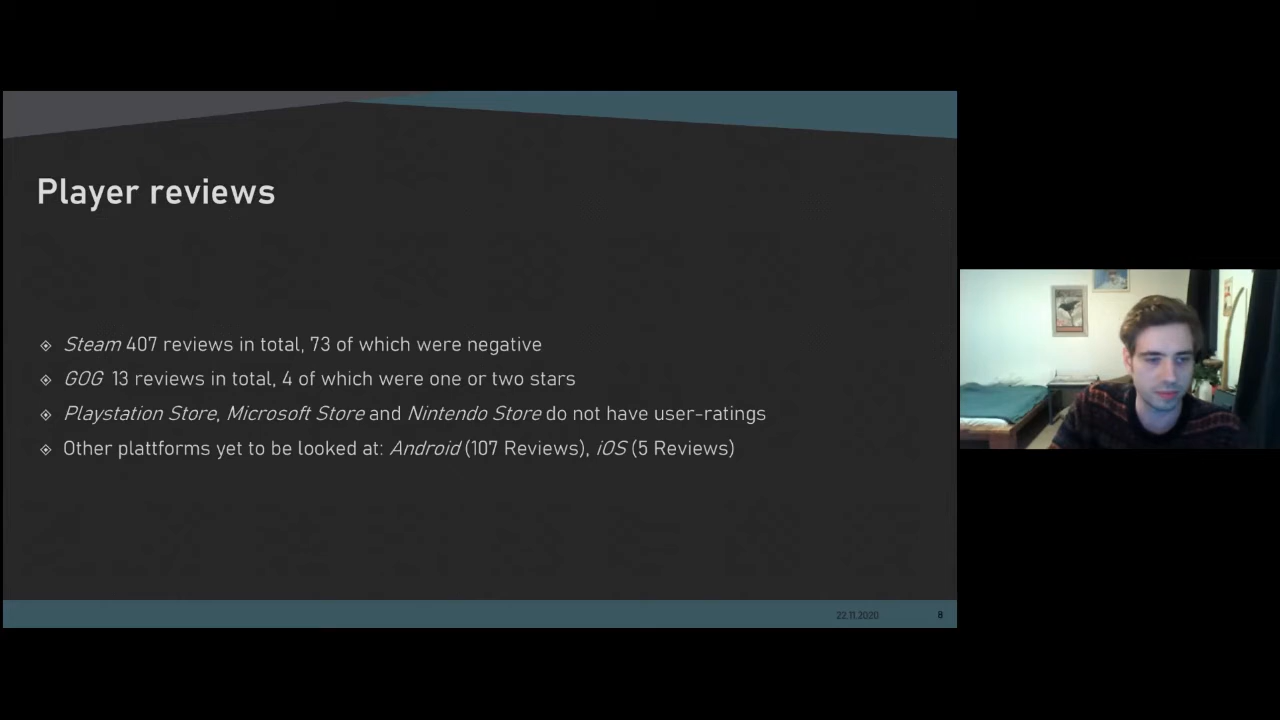 Player reviews
Steam 407 reviews in total, 73 of which were negative
GOG 13 reviews in total, 4 of which were one or two stars
Playstation Store, Microsoft Store and Nintendo Store do not have user-ratings
Other plattforms yet to be looked at: Android (107 Reviews), iOS (5 Reviews)
22.11.2020 8